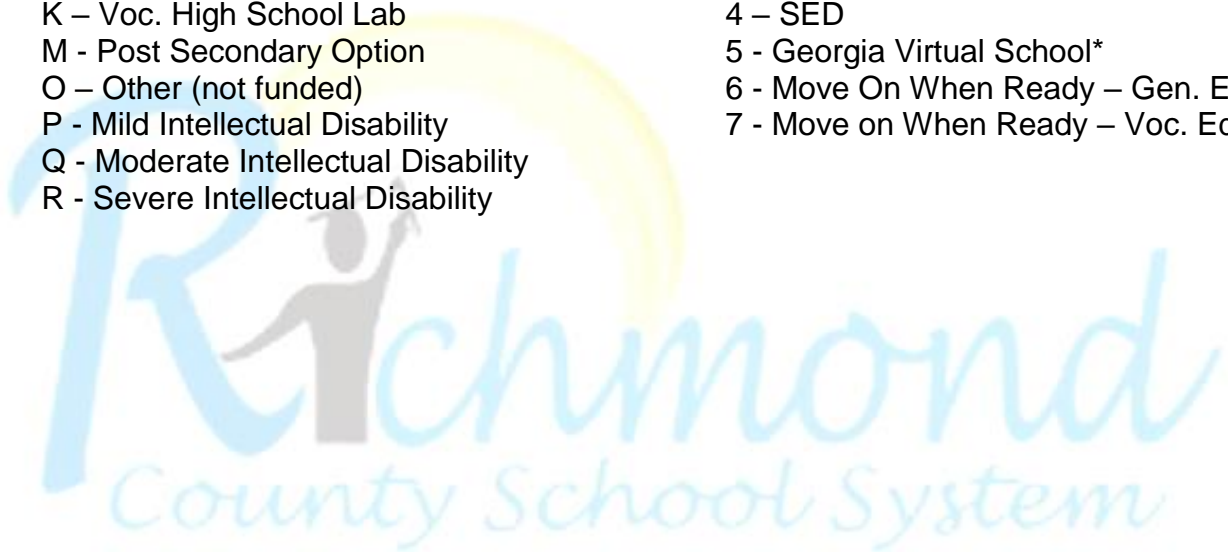 K – Voc. High School Lab
M - Post Secondary Option
O – Other (not funded)
P - Mild Intellectual Disability
Q - Moderate Intellectual Disability
R - Severe Intellectual Disability
4 – SED
5 - Georgia Virtual School*
6 - Move On When Ready – Gen. E
7 - Move on When Ready – Voc. Ec
Richmond
County School System